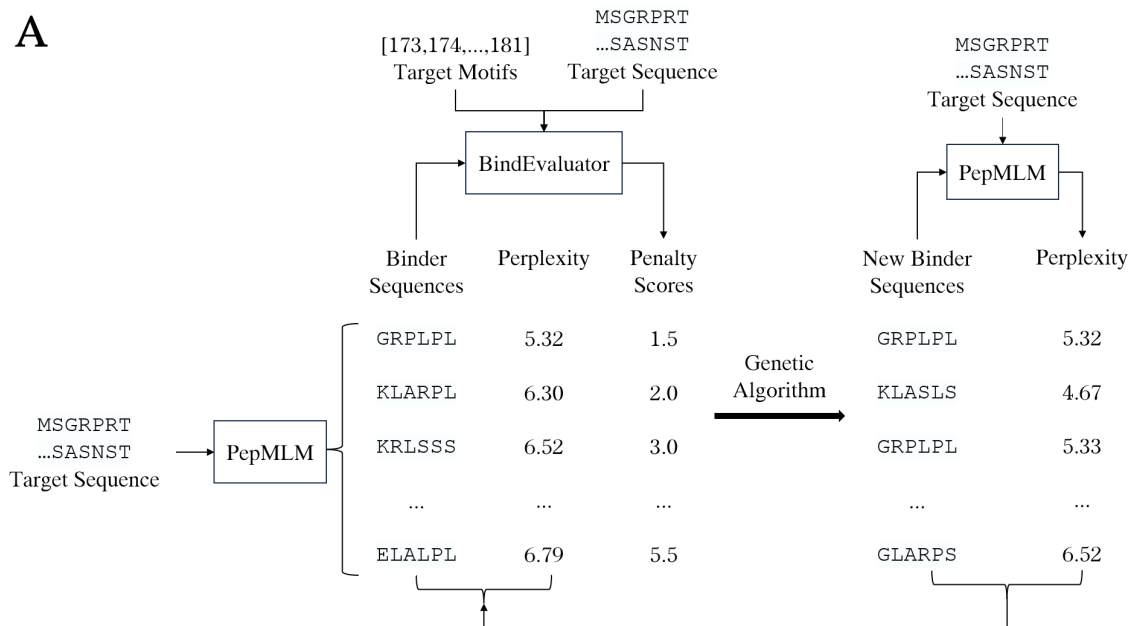 A
[173,174,...,181]
Target Motifs
MSGRPRT
...SASNST
Target Sequence
BindEvaluator
MSGRPRT
...SASNST
Target Sequence
PepMLM
Binder
Sequences
Perplexity
Penalty
Scores
New Binder
Sequences
Perplexity
GRPLPL 5.32 1.5
KLARPL 6.30 2.0
KRLSSS 6.52 3.0
... ... ...
ELALPL 6.79 5.5
Genetic
Algorithm
GRPLPL 5.32
KLASLS 4.67
GRPLPL 5.33
... ...
GLARPS 6.52
MSGRPRT
...SASNST
Target Sequence
PepMLM